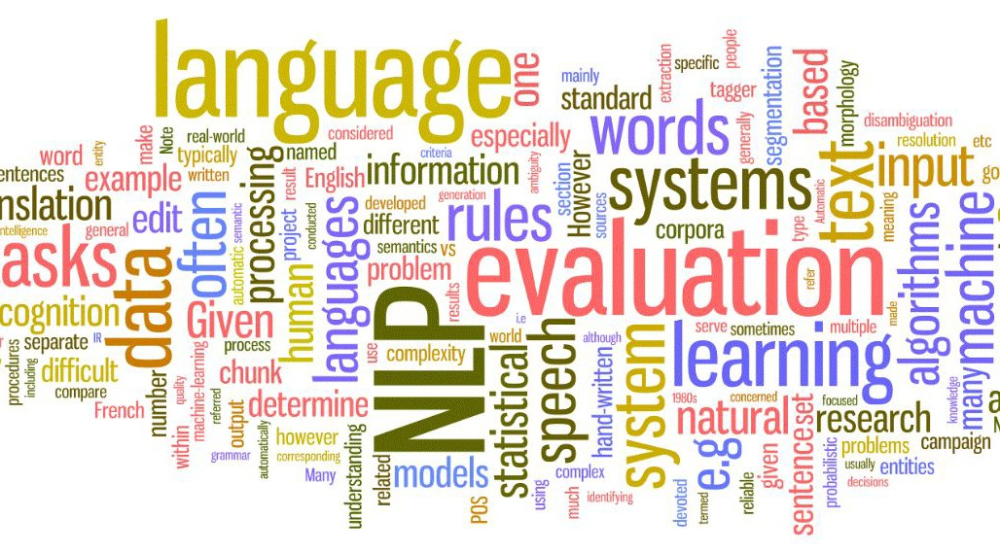 language
one
mainly
standard
extraction
specific
people
tagger
generally
segmentation
based
morphology
disambiguation
resolution
etc
word
entity
make
Note
real-world
typically
written
considered
named
criteria
especially
words
entences
example
result
English
information
ambiguity
section
However
sources
systems
Automatic
text
input
go
nslation
edit
often
semantic
processing
project
conducted
developed
generation
different
rules
corpora
type
meaning
ntelligence
general
automatic
human
languages
semantics
vs
problem
results
evaluation
refer
made
algorithms
machine
asks
data
cognition
Given
process
separate
IR
procedures
including
difficult
compare
French
number
within
quality
machine-learning
referred
output
automatically
chunk
determine
use
complexity
NLP
i.e
world
statistical
speech
although
hand-written
system
serve
sometimes
multiple
learning
1980s
concerned
natural
focused
research
knowledge
many
a
N
campaign
grammar
however
corresponding
Many
understanding
related
models
POS
using
complex
much
identifying
devoted
e.g
termed
reliable
given
sentence
set
probabilistic
problems
usually
entities
decisions